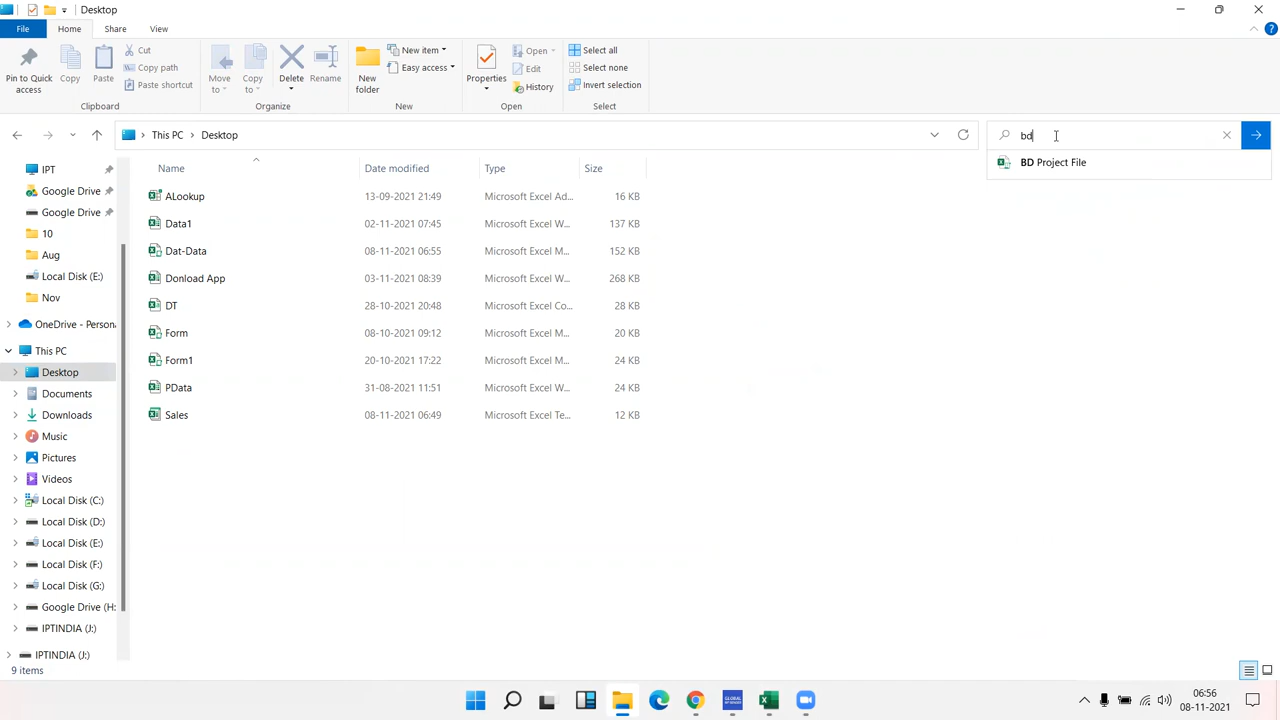 Desktop
File Home Share View
Pin to Quick access
Copy
Paste
Cut
Copy path
Paste shortcut
Clipboard
Move to
Copy to
Delete
Rename
Organize
New folder
New item
Easy access
New
Properties
Open
Edit
History
Open
Select all
Select none
Invert selection
Select
This PC Desktop
bd
BD Project File
Name Date modified Type Size
ALookup 13-09-2021 21:49 Microsoft Excel Ad... 16 KB
Data1 02-11-2021 07:45 Microsoft Excel W... 137 KB
Dat-Data 08-11-2021 06:55 Microsoft Excel M... 152 KB
Donload App 03-11-2021 08:39 Microsoft Excel W... 268 KB
DT 28-10-2021 20:48 Microsoft Excel Co... 28 KB
Form 08-10-2021 09:12 Microsoft Excel M... 20 KB
Form1 20-10-2021 17:22 Microsoft Excel M... 24 KB
PData 31-08-2021 11:51 Microsoft Excel W... 24 KB
Sales 08-11-2021 06:49 Microsoft Excel Te... 12 KB
IPT
Google Drive
Google Drive
10
Aug
Local Disk (E:)
Nov
OneDrive - Persona
This PC
Desktop
Documents
Downloads
Music
Pictures
Videos
Local Disk (C:)
Local Disk (D:)
Local Disk (E:)
Local Disk (F:)
Local Disk (G:)
Google Drive (H:
IPTINDIA (J:)
IPTINDIA (J:)
9 items
GLOBAL
06:56
08-11-2021